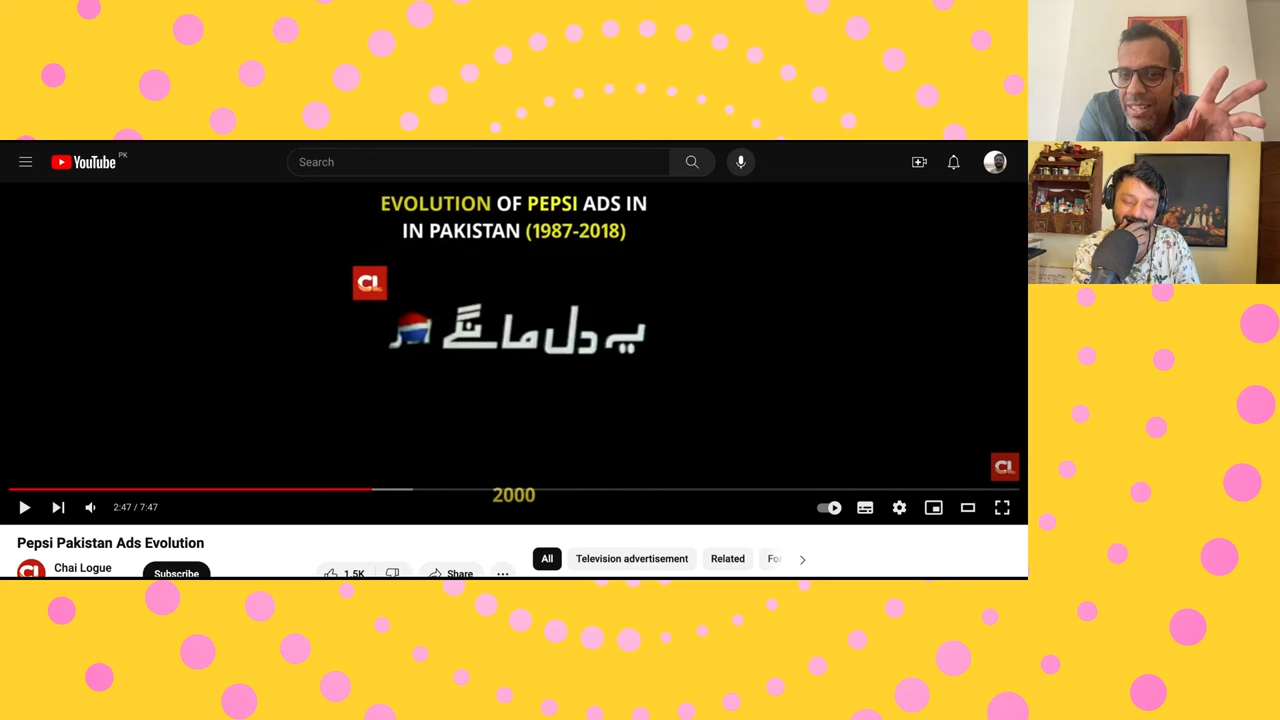 YouTube PK
Search
EVOLUTION OF PEPSI ADS IN
IN PAKISTAN (1987-2018)
CL
یہ دل مانگے اور
CL
2000
2:47 / 7:47
Pepsi Pakistan Ads Evolution
All
Television advertisement
Related
Chai Logue
Subscribe
1.5K
Share